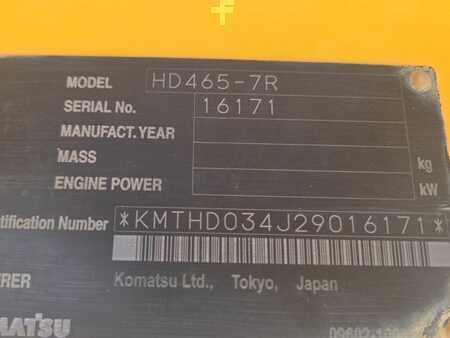 MODEL HD465-7R
SERIAL No. 16171
MANUFACT.YEAR
MASS kg
ENGINE POWER kW
tification Number *KMTHD034J29016171*
RER Komatsu Ltd., Tokyo, Japan
MATSU